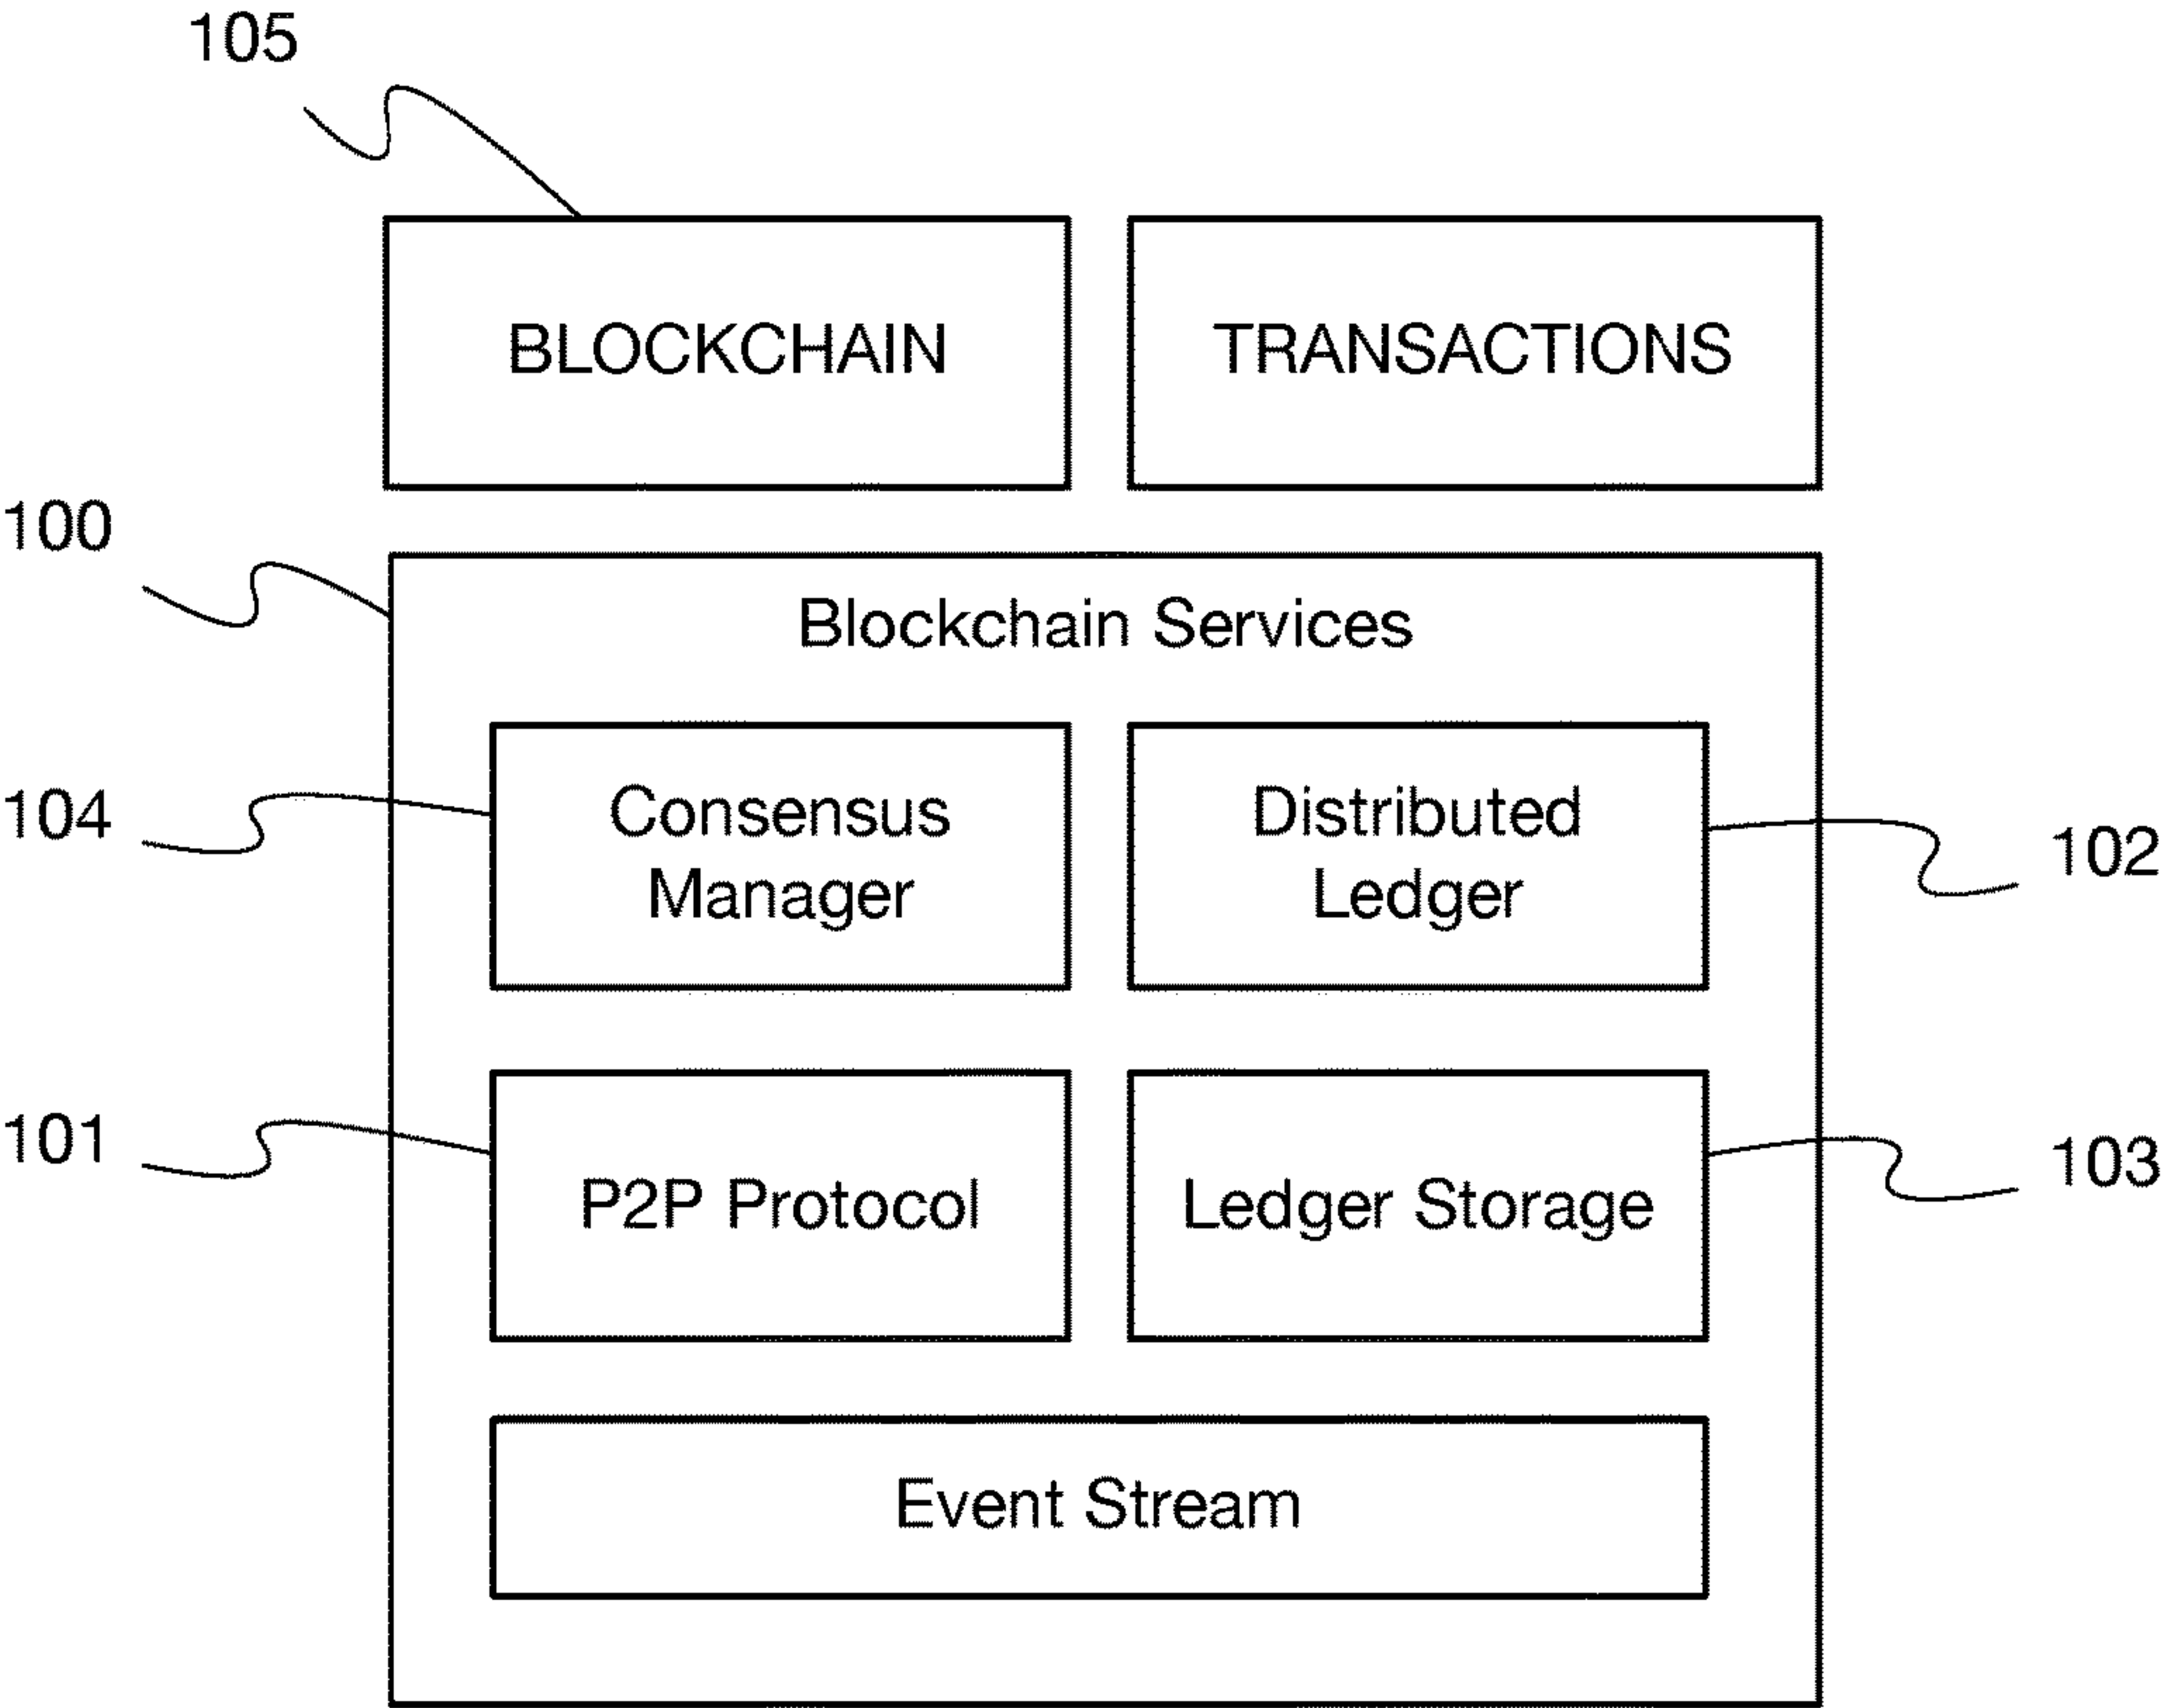 105
BLOCKCHAIN
TRANSACTIONS
100
Blockchain Services
104
Consensus
Manager
Distributed
Ledger
102
101
P2P Protocol
Ledger Storage
103
Event Stream